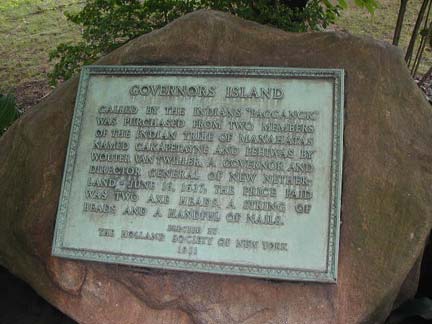 GOVERNORS ISLAND
CALLED BY THE INDIANS "PAGGANCK"
WAS PURCHASED FROM TWO MEMBERS
OF THE INDIAN TRIBE OF MANAHATAS
NAMED CAKAPETAYNO AND PEHIWAS BY
WOUTER VAN TWILLER, A GOVERNOR AND
DIRECTOR GENERAL OF NEW NETHER-
LAND - JUNE 16, 1637, THE PRICE PAID
WAS TWO AXE HEADS, A STRING OF
BEADS AND A HANDFUL OF NAILS.
ERECTED BY
THE HOLLAND SOCIETY OF NEW YORK